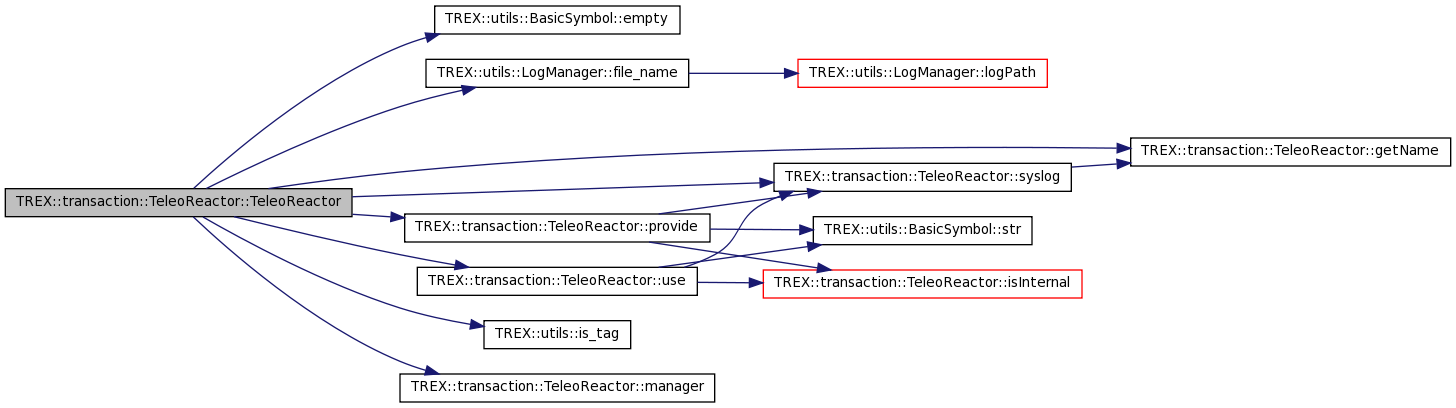 TREX::utils::BasicSymbol::empty
TREX::utils::LogManager::file_name
TREX::utils::LogManager::logPath
TREX::transaction::TeleoReactor::getName
TREX::transaction::TeleoReactor::syslog
TREX::transaction::TeleoReactor::TeleoReactor
TREX::transaction::TeleoReactor::provide
TREX::utils::BasicSymbol::str
TREX::transaction::TeleoReactor::use
TREX::transaction::TeleoReactor::isInternal
TREX::utils::is_tag
TREX::transaction::TeleoReactor::manager